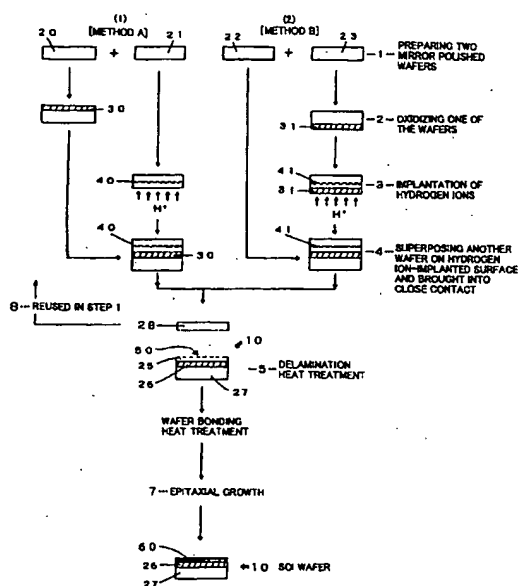 (1)
[METHOD A]
(2)
[METHOD B]
20
+
21
22
+
23
1
PREPARING TWO
MIRROR POLISHED
WAFERS
30
31
2
OXIDIZING ONE
OF THE WAFERS
40
H+
41
31
H+
3
IMPLANTATION OF
HYDROGEN IONS
40
30
41
4
SUPERPOSING ANOTHER
WAFER ON HYDROGEN
ION-IMPLANTED SURFACE
AND BROUGHT INTO
CLOSE CONTACT
8 REUSED IN STEP 1
28
10
50
25
26
27
5
DELAMINATION
HEAT TREATMENT
WAFER BONDING
HEAT TREATMENT
7 EPITAXIAL GROWTH
60
26
27
10
SOI WAFER